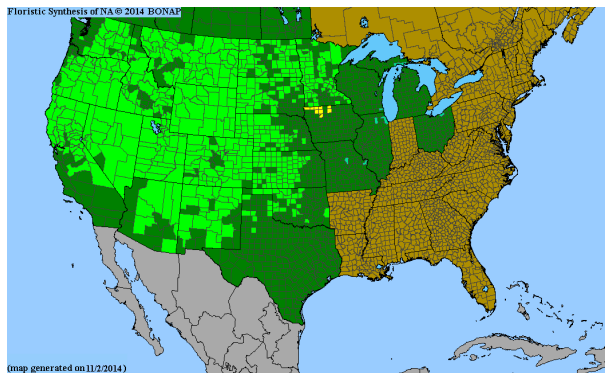 Floristic Synthesis of NA © 2014 BONAP
(map generated on 11/2/2014)